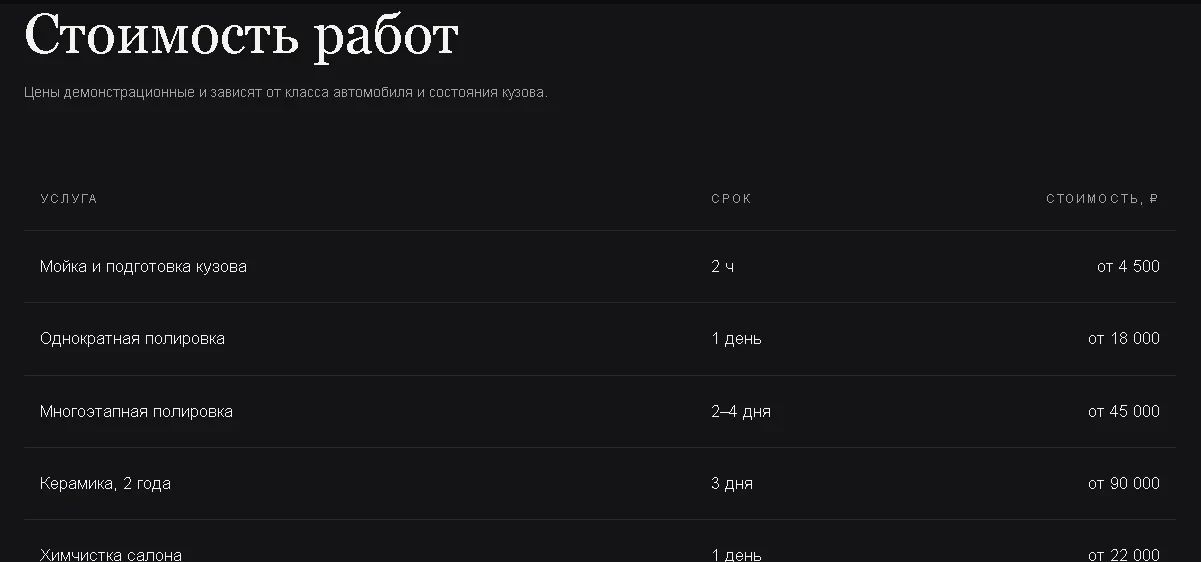 Стоимость работ
Цены демонстрационные и зависят от класса автомобиля и состояния кузова.
УСЛУГА СРОК СТОИМОСТЬ, ₽
Мойка и подготовка кузова 2 ч от 4 500
Однократная полировка 1 день от 18 000
Многоэтапная полировка 2–4 дня от 45 000
Керамика, 2 года 3 дня от 90 000
Химчистка салона 1 день от 22 000